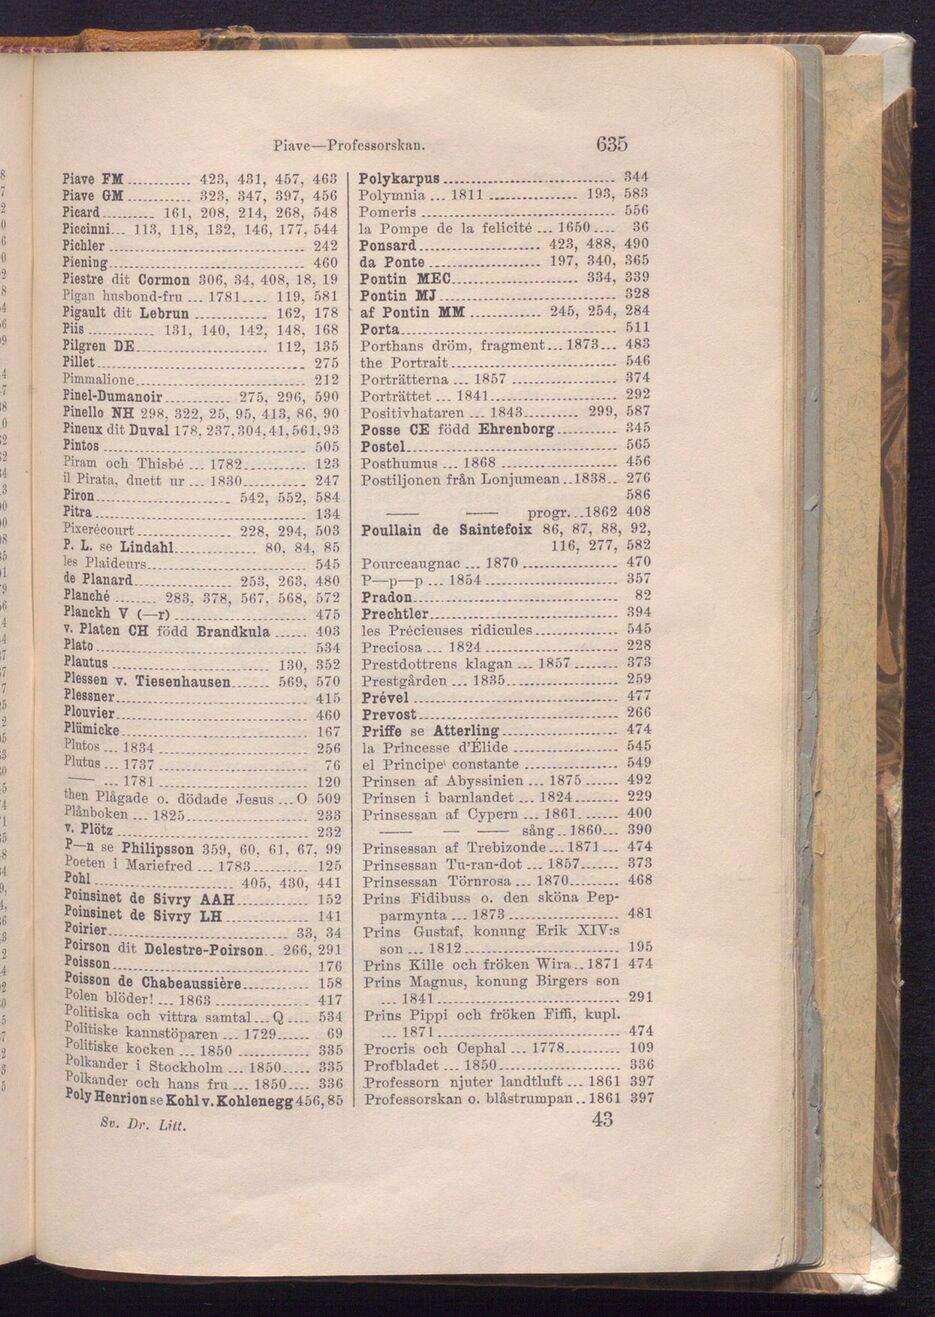 Piave—Professorskan. 635
Piave FM 423, 431, 457, 463
Piave GM 323, 347, 397, 456
Picard 161, 208, 214, 268, 548
Piccinni 113, 118, 132, 146, 177, 544
Pichler 242
Piening 460
Piestre dit Cormon 306, 34, 408, 18, 19
Pigan husbond-fru ... 1781 119, 581
Pigault dit Lebrun 162, 178
Piis 131, 140, 142, 148, 168
Pilgren DE 112, 135
Pillet 275
Pimmalione 212
Pinel-Dumanoir 275, 296, 590
Pinello NH 298, 322, 25, 95, 413, 86, 90
Pineux dit Duval 178, 237, 304, 41, 561, 93
Pintos 505
Piram och Thisbé ... 1782 123
il Pirata, duett ur ... 1830 247
Piron 542, 552, 584
Pitra 134
Pixerécourt 228, 294, 503
P. L. se Lindahl 80, 84, 85
les Plaideurs 545
de Planard 253, 263, 480
Planché 283, 378, 567, 568, 572
Planckh V (—r) 475
v. Platen CH född Brandkula 403
Plato 534
Plautus 130, 352
Plessen v. Tiesenhausen 569, 570
Plessner 415
Plouvier 460
Plümicke 167
Plutos ... 1834 256
Plutus ... 1737 76
—— ... 1781 120
then Plågade o. dödade Jesus ... O 509
Plånboken ... 1825 233
v. Plötz 232
P—n se Philipsson 359, 60, 61, 67, 99
Poeten i Mariefred ... 1783 125
Pohl 405, 430, 441
Poinsinet de Sivry AAH 152
Poinsinet de Sivry LH 141
Poirier 33, 34
Poirson dit Delestre-Poirson 266, 291
Poisson 176
Poisson de Chabeaussière 158
Polen blöder! ... 1863 417
Politiska och vittra samtal ... Q 534
Politiske kannstöparen ... 1729 69
Politiske kocken ... 1850 335
Polkander i Stockholm ... 1850 335
Polkander och hans fru ... 1850 336
Poly Henrion se Kohl v. Kohlenegg 456, 85
Polykarpus 344
Polymnia ... 1811 193, 583
Pomeris 556
la Pompe de la felicité ... 1650 36
Ponsard 423, 488, 490
da Ponte 197, 340, 365
Pontin MEC 334, 339
Pontin MJ 328
af Pontin MM 245, 254, 284
Porta 511
Porthans dröm, fragment ... 1873 483
the Portrait 546
Porträtterna ... 1857 374
Porträttet ... 1841 292
Positivhataren ... 1843 299, 587
Posse CE född Ehrenborg 345
Postel 565
Posthumus ... 1868 456
Postiljonen från Lonjumean .. 1838 276
586
—— —— progr. .. 1862 408
Poullain de Saintefoix 86, 87, 88, 92,
116, 277, 582
Pourceaugnac ... 1870 470
P—p—p ... 1854 357
Pradon 82
Prechtler 394
les Précieuses ridicules 545
Preciosa ... 1824 228
Prestdottrens klagan ... 1857 373
Prestgården ... 1835 259
Prével 477
Prevost 266
Priffe se Atterling 474
la Princesse d'Élide 545
el Principe constante 549
Prinsen af Abyssinien ... 1875 492
Prinsen i barnlandet ... 1824 229
Prinsessan af Cypern ... 1861 400
—— — —— sång .. 1860 390
Prinsessan af Trebizonde ... 1871 474
Prinsessan Tu-ran-dot ... 1857 373
Prinsessan Törnrosa ... 1870 468
Prins Fidibuss o. den sköna Pep-
parmynta ... 1873 481
Prins Gustaf, konung Erik XIV:s
son ... 1812 195
Prins Kille och fröken Wira .. 1871 474
Prins Magnus, konung Birgers son
... 1841 291
Prins Pippi och fröken Fiffi, kupl.
... 1871 474
Procris och Cephal ... 1778 109
Profbladet ... 1850 336
Professorn njuter landtluft ... 1861 397
Professorskan o. blåstrumpan .. 1861 397
Sv. Dr. Litt. 43